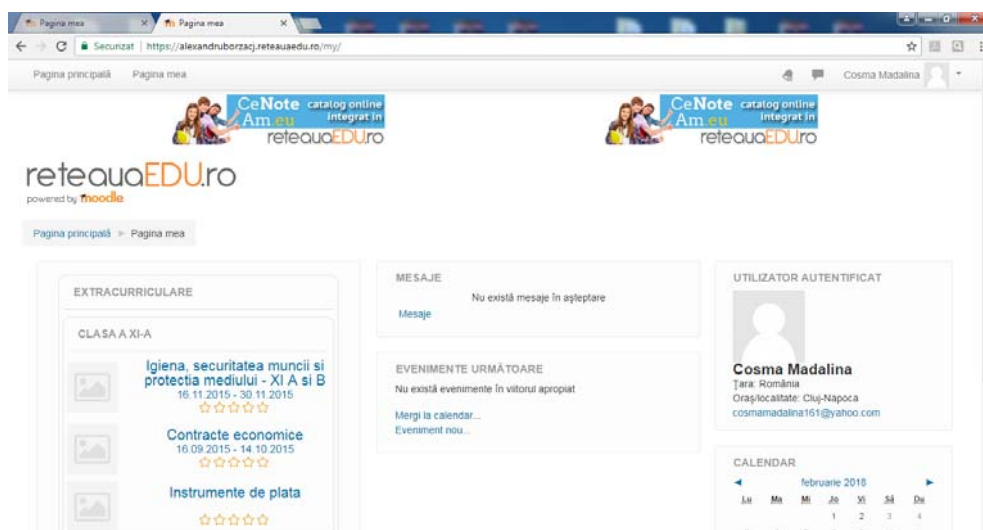 Pagina mea
Pagina mea
Securizat | https://alexandruborzacj.reteauaedu.ro/my/
Pagina principală Pagina mea Cosma Madalina
CeNote catalog online
Am.eu integrat in
reteauaEDU.ro
CeNote catalog online
Am.eu integrat in
reteauaEDU.ro
reteauaEDU.ro
powered by moodle
Pagina principală Pagina mea
EXTRACURRICULARE
CLASA A XI-A
Igiena, securitatea muncii si
protectia mediului - XI A si B
16.11.2015 - 30.11.2015
Contracte economice
16.09.2015 - 14.10.2015
Instrumente de plata
MESAJE
Nu există mesaje în aşteptare
Mesaje
EVENIMENTE URMĂTOARE
Nu există evenimente în viitorul apropiat
Mergi la calendar...
Eveniment nou...
UTILIZATOR AUTENTIFICAT
Cosma Madalina
Ţara: România
Oraş/localitate: Cluj-Napoca
cosmamadalina161@yahoo.com
CALENDAR
februarie 2018
Lu Ma Mi Jo Vi Sâ Du
1 2 3 4